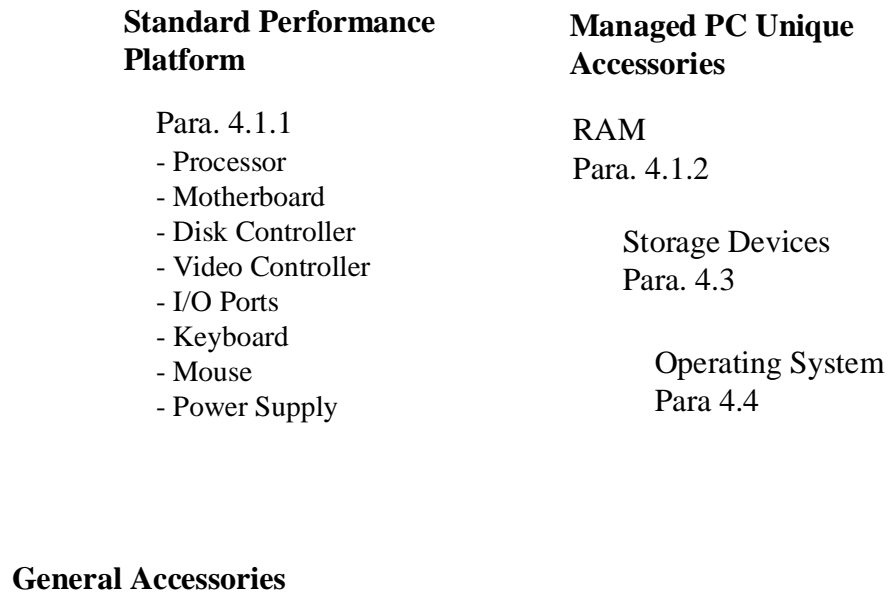 Standard Performance
Platform
Para. 4.1.1
- Processor
- Motherboard
- Disk Controller
- Video Controller
- I/O Ports
- Keyboard
- Mouse
- Power Supply
Managed PC Unique
Accessories
RAM
Para. 4.1.2
Storage Devices
Para. 4.3
Operating System
Para 4.4
General Accessories